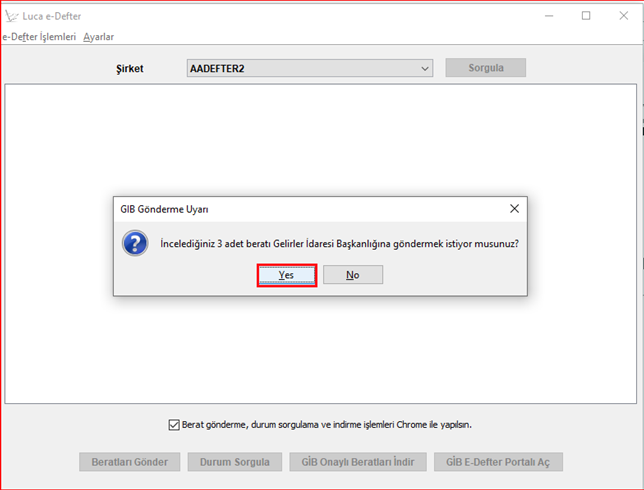 Luca e-Defter
e-Defter İşlemleri Ayarlar
Şirket AADEFTER2 Sorgula
GIB Gönderme Uyarı
İncelediğiniz 3 adet beratı Gelirler İdaresi Başkanlığına göndermek istiyor musunuz?
Yes No
Berat gönderme, durum sorgulama ve indirme işlemleri Chrome ile yapılsın.
Beratları Gönder Durum Sorgula GİB Onaylı Beratları İndir GİB E-Defter Portalı Aç